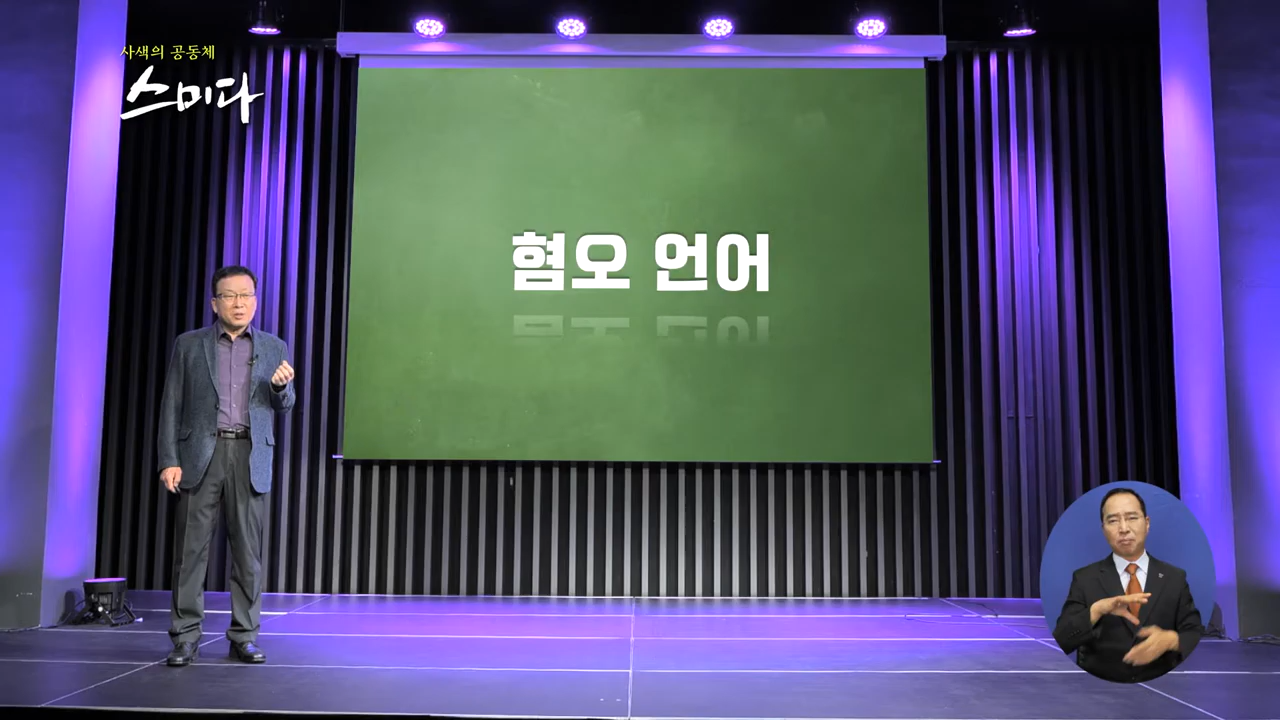 사색의 공동체
스미다
혐오 언어